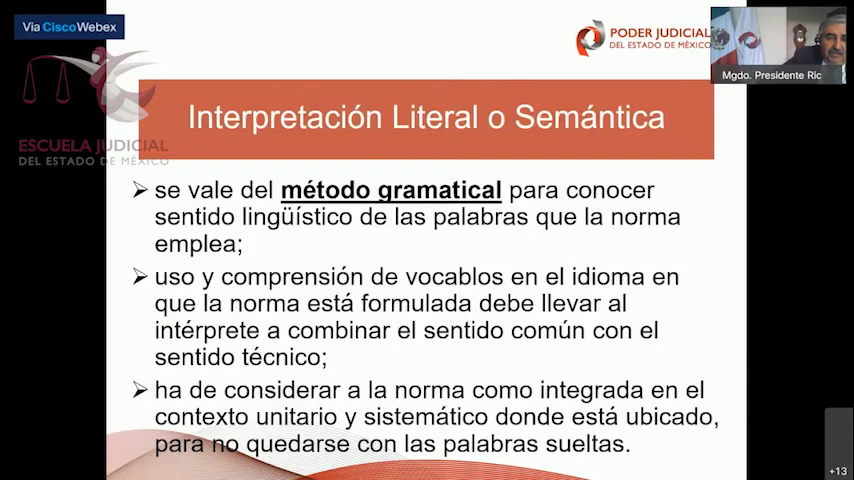 Vía CiscoWebex
PODER JUDICIAL
DEL ESTADO DE MÉXICO
Mgdo. Presidente Ric
ESCUELA JUDICIAL
DEL ESTADO DE MÉXICO
Interpretación Literal o Semántica
se vale del método gramatical para conocer
sentido lingüístico de las palabras que la norma
emplea;
uso y comprensión de vocablos en el idioma en
que la norma está formulada debe llevar al
intérprete a combinar el sentido común con el
sentido técnico;
ha de considerar a la norma como integrada en el
contexto unitario y sistemático donde está ubicado,
para no quedarse con las palabras sueltas.
+13